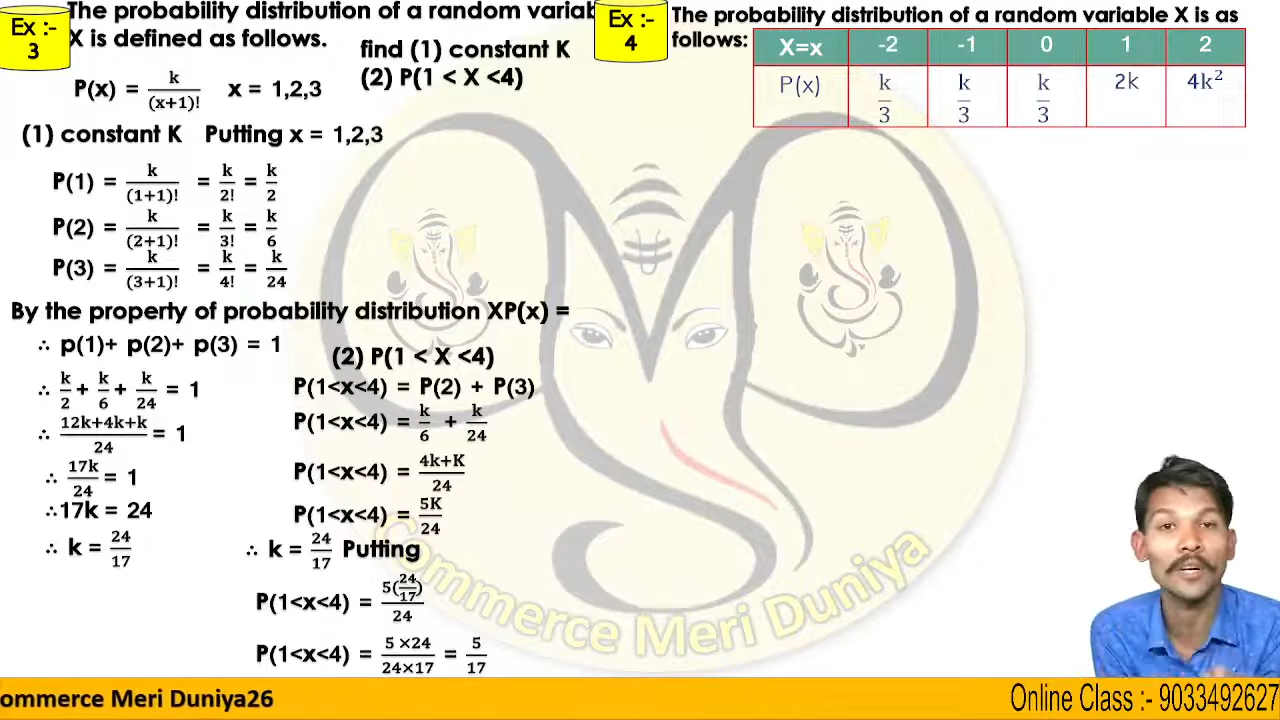 Ex :-
3
The probability distribution of a random variab
X is defined as follows.
find (1) constant K
(2) P(1 < X <4)
P(x) = k/(x+1)! x = 1,2,3
(1) constant K Putting x = 1,2,3
P(1) = k/(1+1)! = k/2! = k/2
P(2) = k/(2+1)! = k/3! = k/6
P(3) = k/(3+1)! = k/4! = k/24
By the property of probability distribution XP(x) =
∴ p(1)+ p(2)+ p(3) = 1
∴ k/2 + k/6 + k/24 = 1
∴ 12k+4k+k/24 = 1
∴ 17k/24 = 1
∴17k = 24
∴ k = 24/17
(2) P(1 < X <4)
P(1<x<4) = P(2) + P(3)
P(1<x<4) = k/6 + k/24
P(1<x<4) = 4k+K/24
P(1<x<4) = 5K/24
∴ k = 24/17 Putting
P(1<x<4) = 5(24/17)/24
P(1<x<4) = 5 ×24/24×17 = 5/17
Ex :-
4
The probability distribution of a random variable X is as
follows:
X=x -2 -1 0 1 2
P(x) k/3 k/3 k/3 2k 4k²
Commerce Meri Duniya
ommerce Meri Duniya26
Online Class :- 9033492627